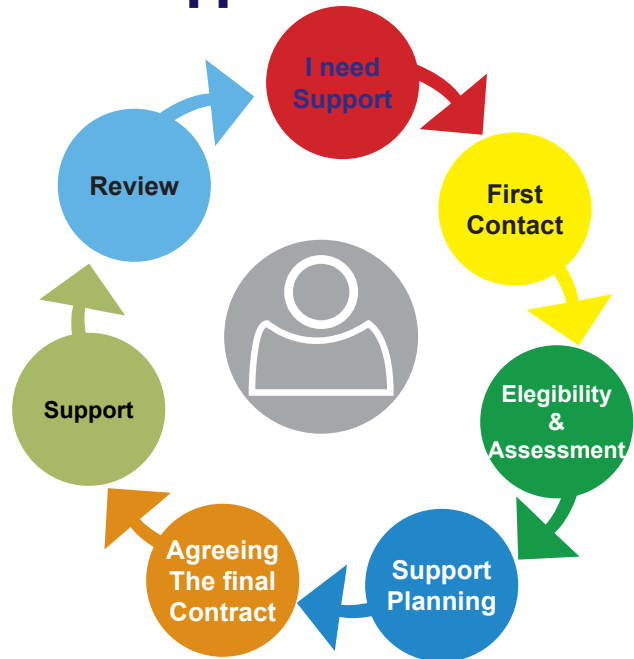 I need
Support
First
Contact
Elegibility
&
Assessment
Support
Planning
Agreeing
The final
Contract
Support
Review